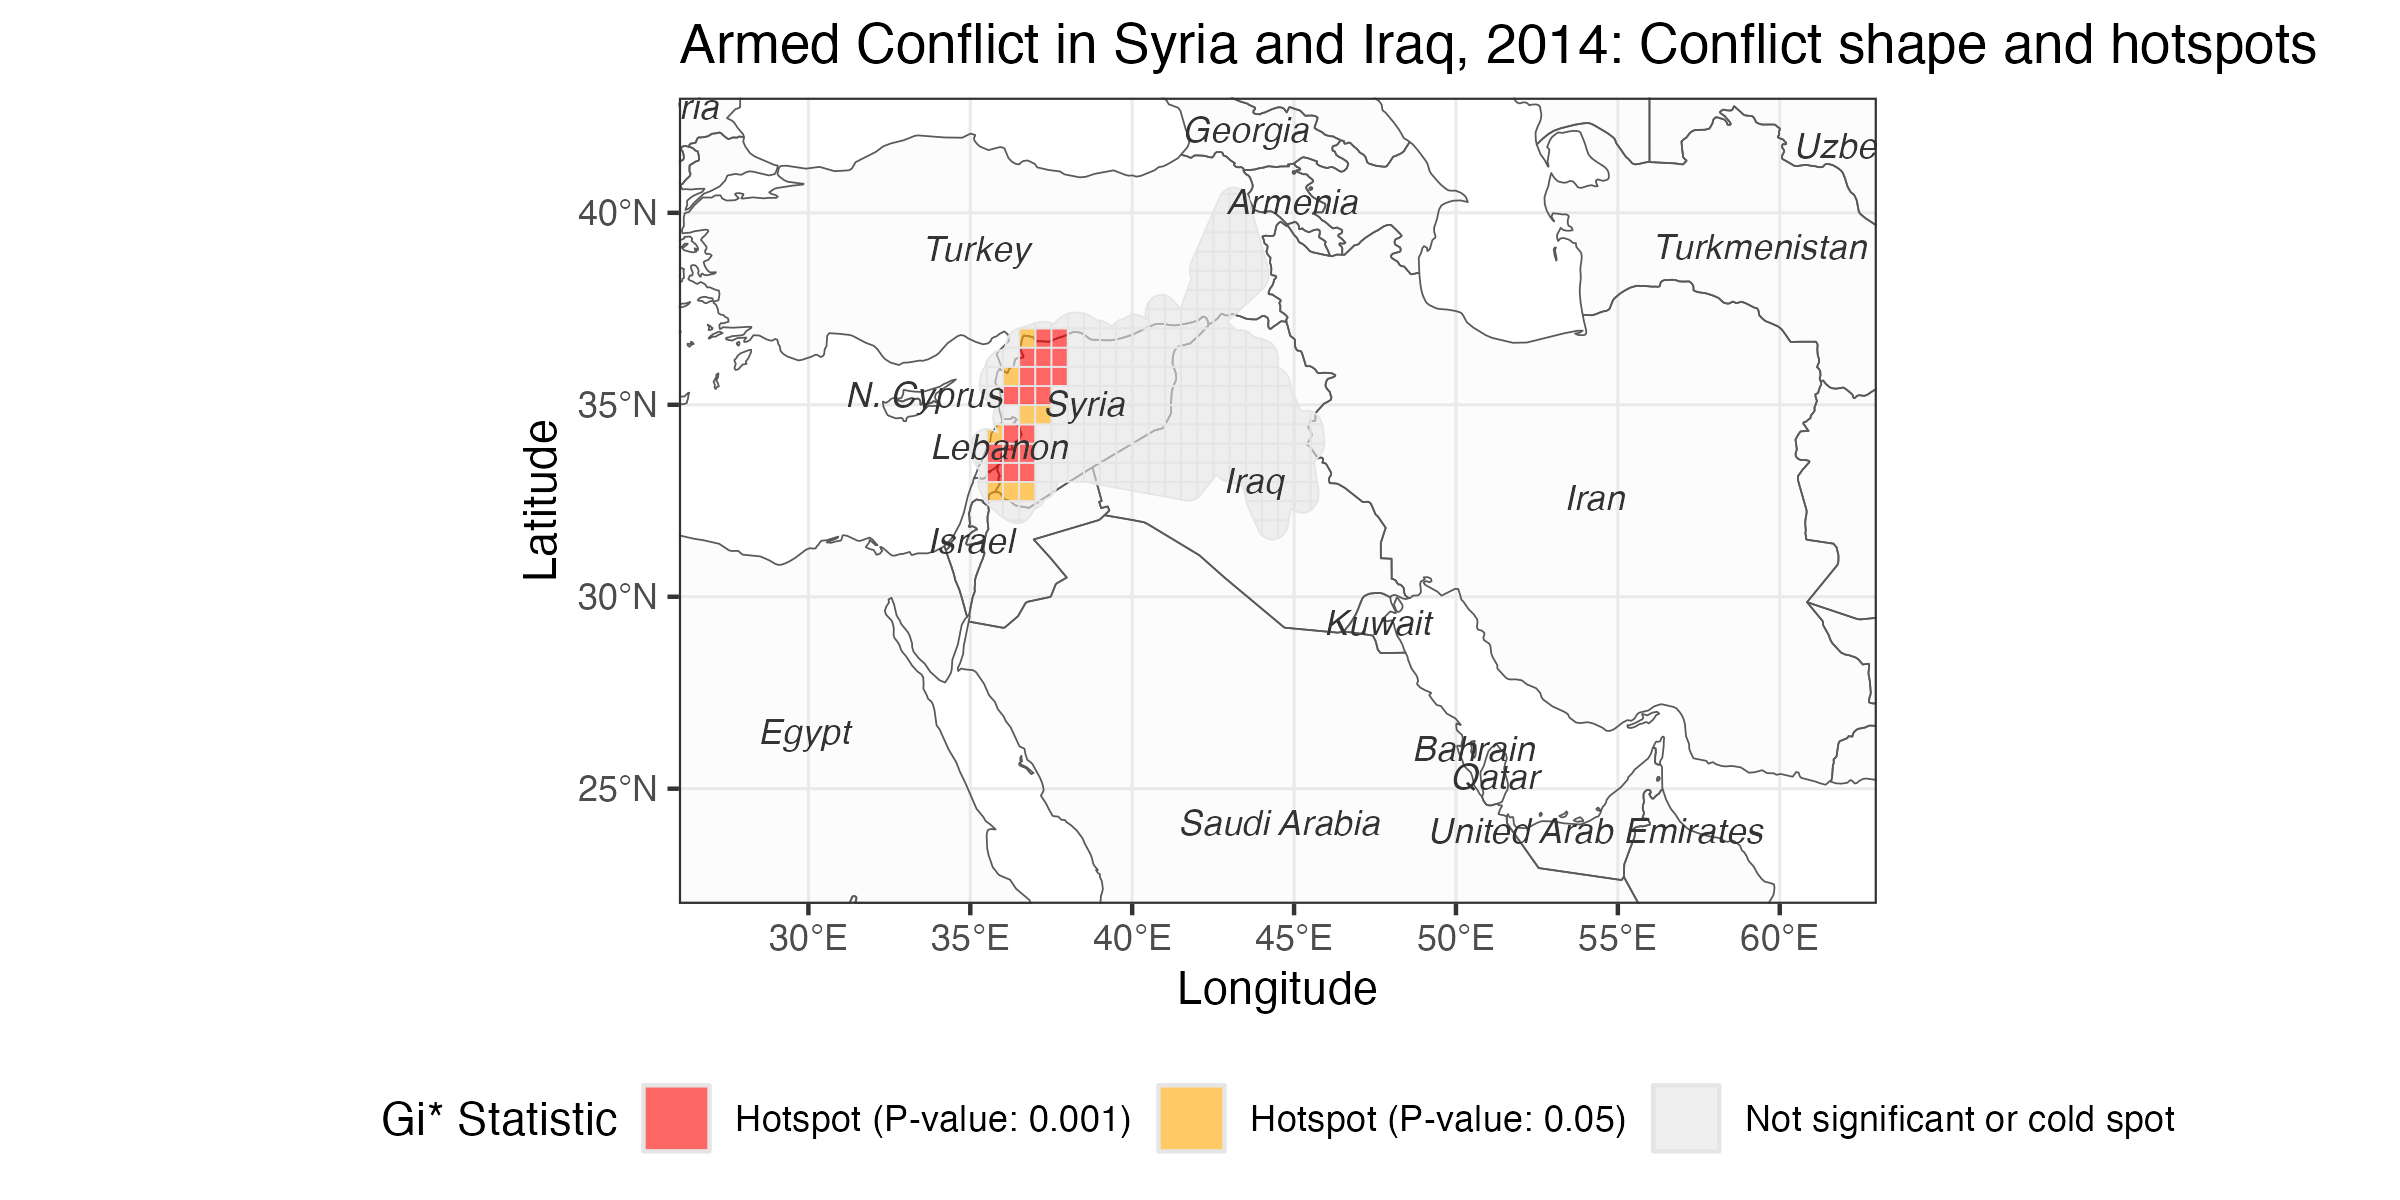 Armed Conflict in Syria and Iraq, 2014: Conflict shape and hotspots
ria
Georgia
Uzbe
Armenia
40°N
Turkey
Turkmenistan
N. Cyprus
35°N
Syria
Lebanon
Iraq
Iran
Latitude
Israel
30°N
Kuwait
Egypt
Bahrain
Qatar
25°N
Saudi Arabia
United Arab Emirates
30°E 35°E 40°E 45°E 50°E 55°E 60°E
Longitude
Gi* Statistic Hotspot (P-value: 0.001) Hotspot (P-value: 0.05) Not significant or cold spot